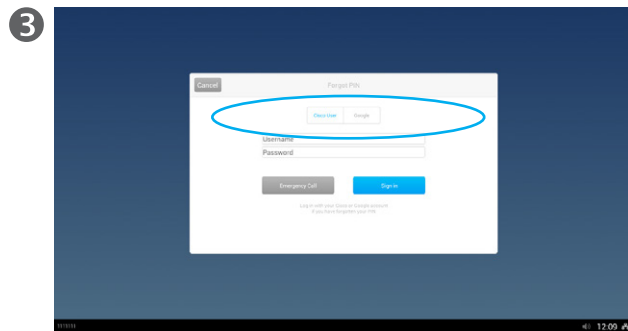 3
Cancel
Forgot PIN
Cisco User Google
Username
Password
Emergency Call Sign in
Log in with your Cisco or Google account
if you have forgotten your PIN
12:09